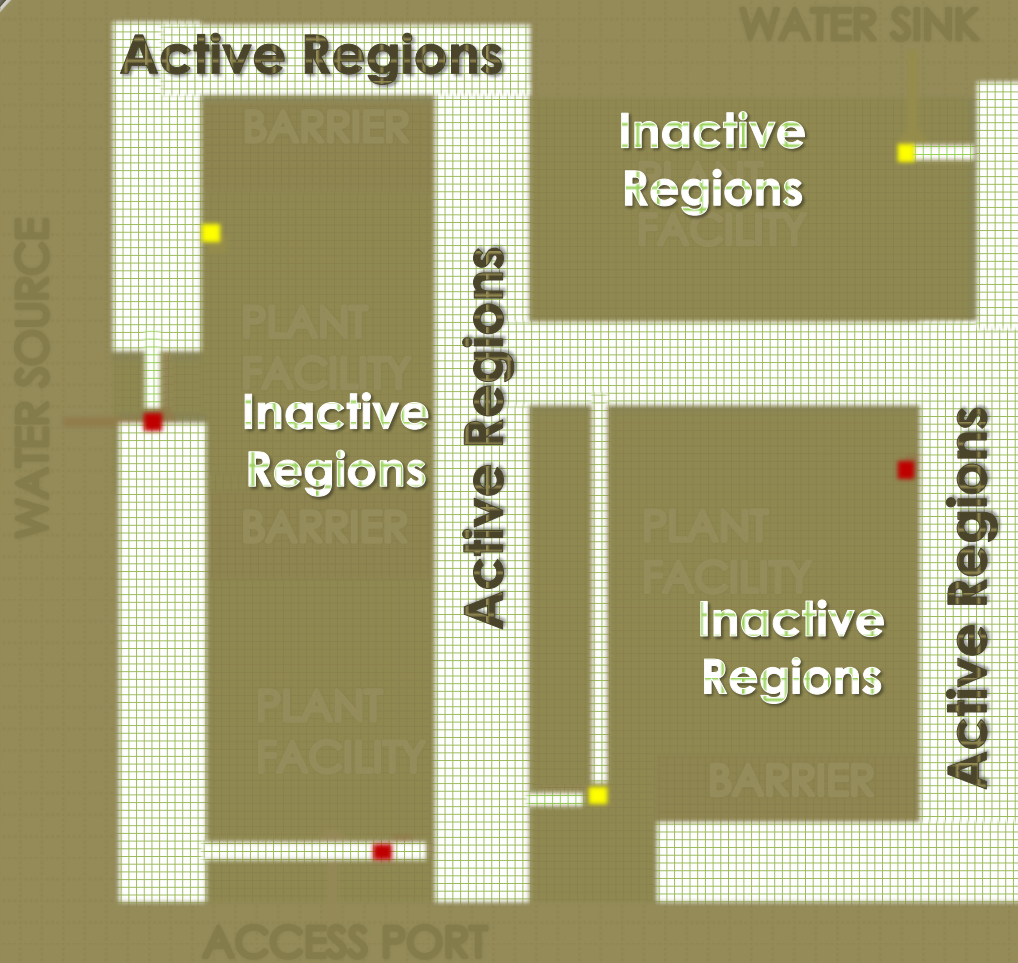 WATER SINK
Active Regions
BARRIER
Inactive
Regions
PLANT
FACILITY
WATER SOURCE
PLANT
FACILITY
Active Regions
Inactive
Regions
BARRIER
Active Regions
PLANT
FACILITY
Inactive
Regions
PLANT
FACILITY
BARRIER
ACCESS PORT